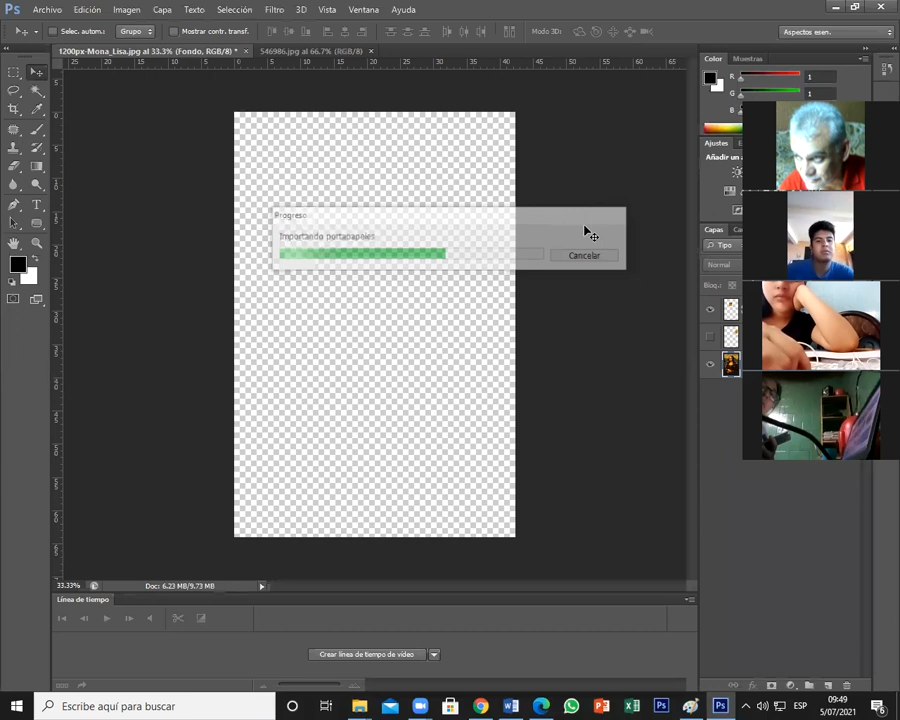 Ps Archivo Edición Imagen Capa Texto Selección Filtro 3D Vista Ventana Ayuda
Selec. autom.: Grupo Mostrar contr. transf. Modo 3D: Aspectos esen.
1200px-Mona_Lisa.jpg al 33.3% (Fondo, RGB/8) * × 546986.jpg al 66.7% (RGB/8) ×
Color Muestras
R 1
G 1
B
Ajustes
Añadir un a
Progreso
Importando portapapeles
Cancelar
Capas
Tipo
Normal
Bloq.:
33.33% Doc: 6.23 MB/9.73 MB
Línea de tiempo
Crear línea de tiempo de vídeo
Escribe aquí para buscar
ESP
09:49
5/07/2021
6